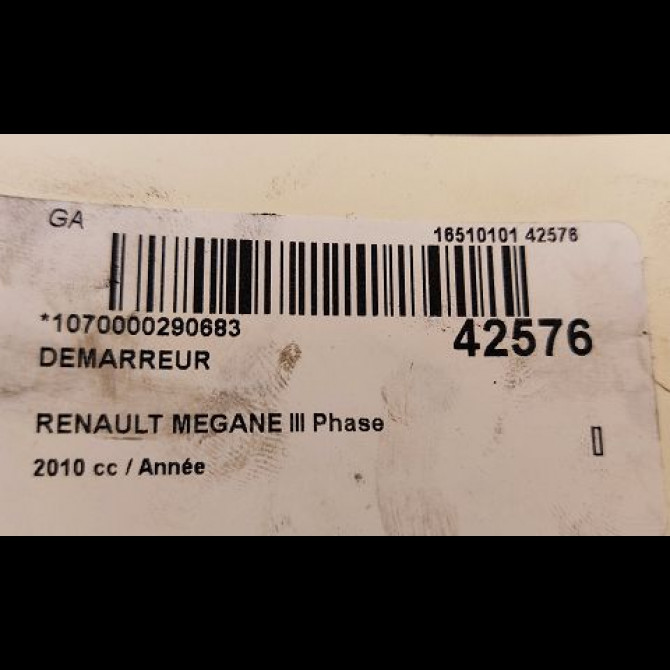 GA
16510101 42576
*1070000290683
42576
DEMARREUR
RENAULT MEGANE III Phase
2010 cc / Année